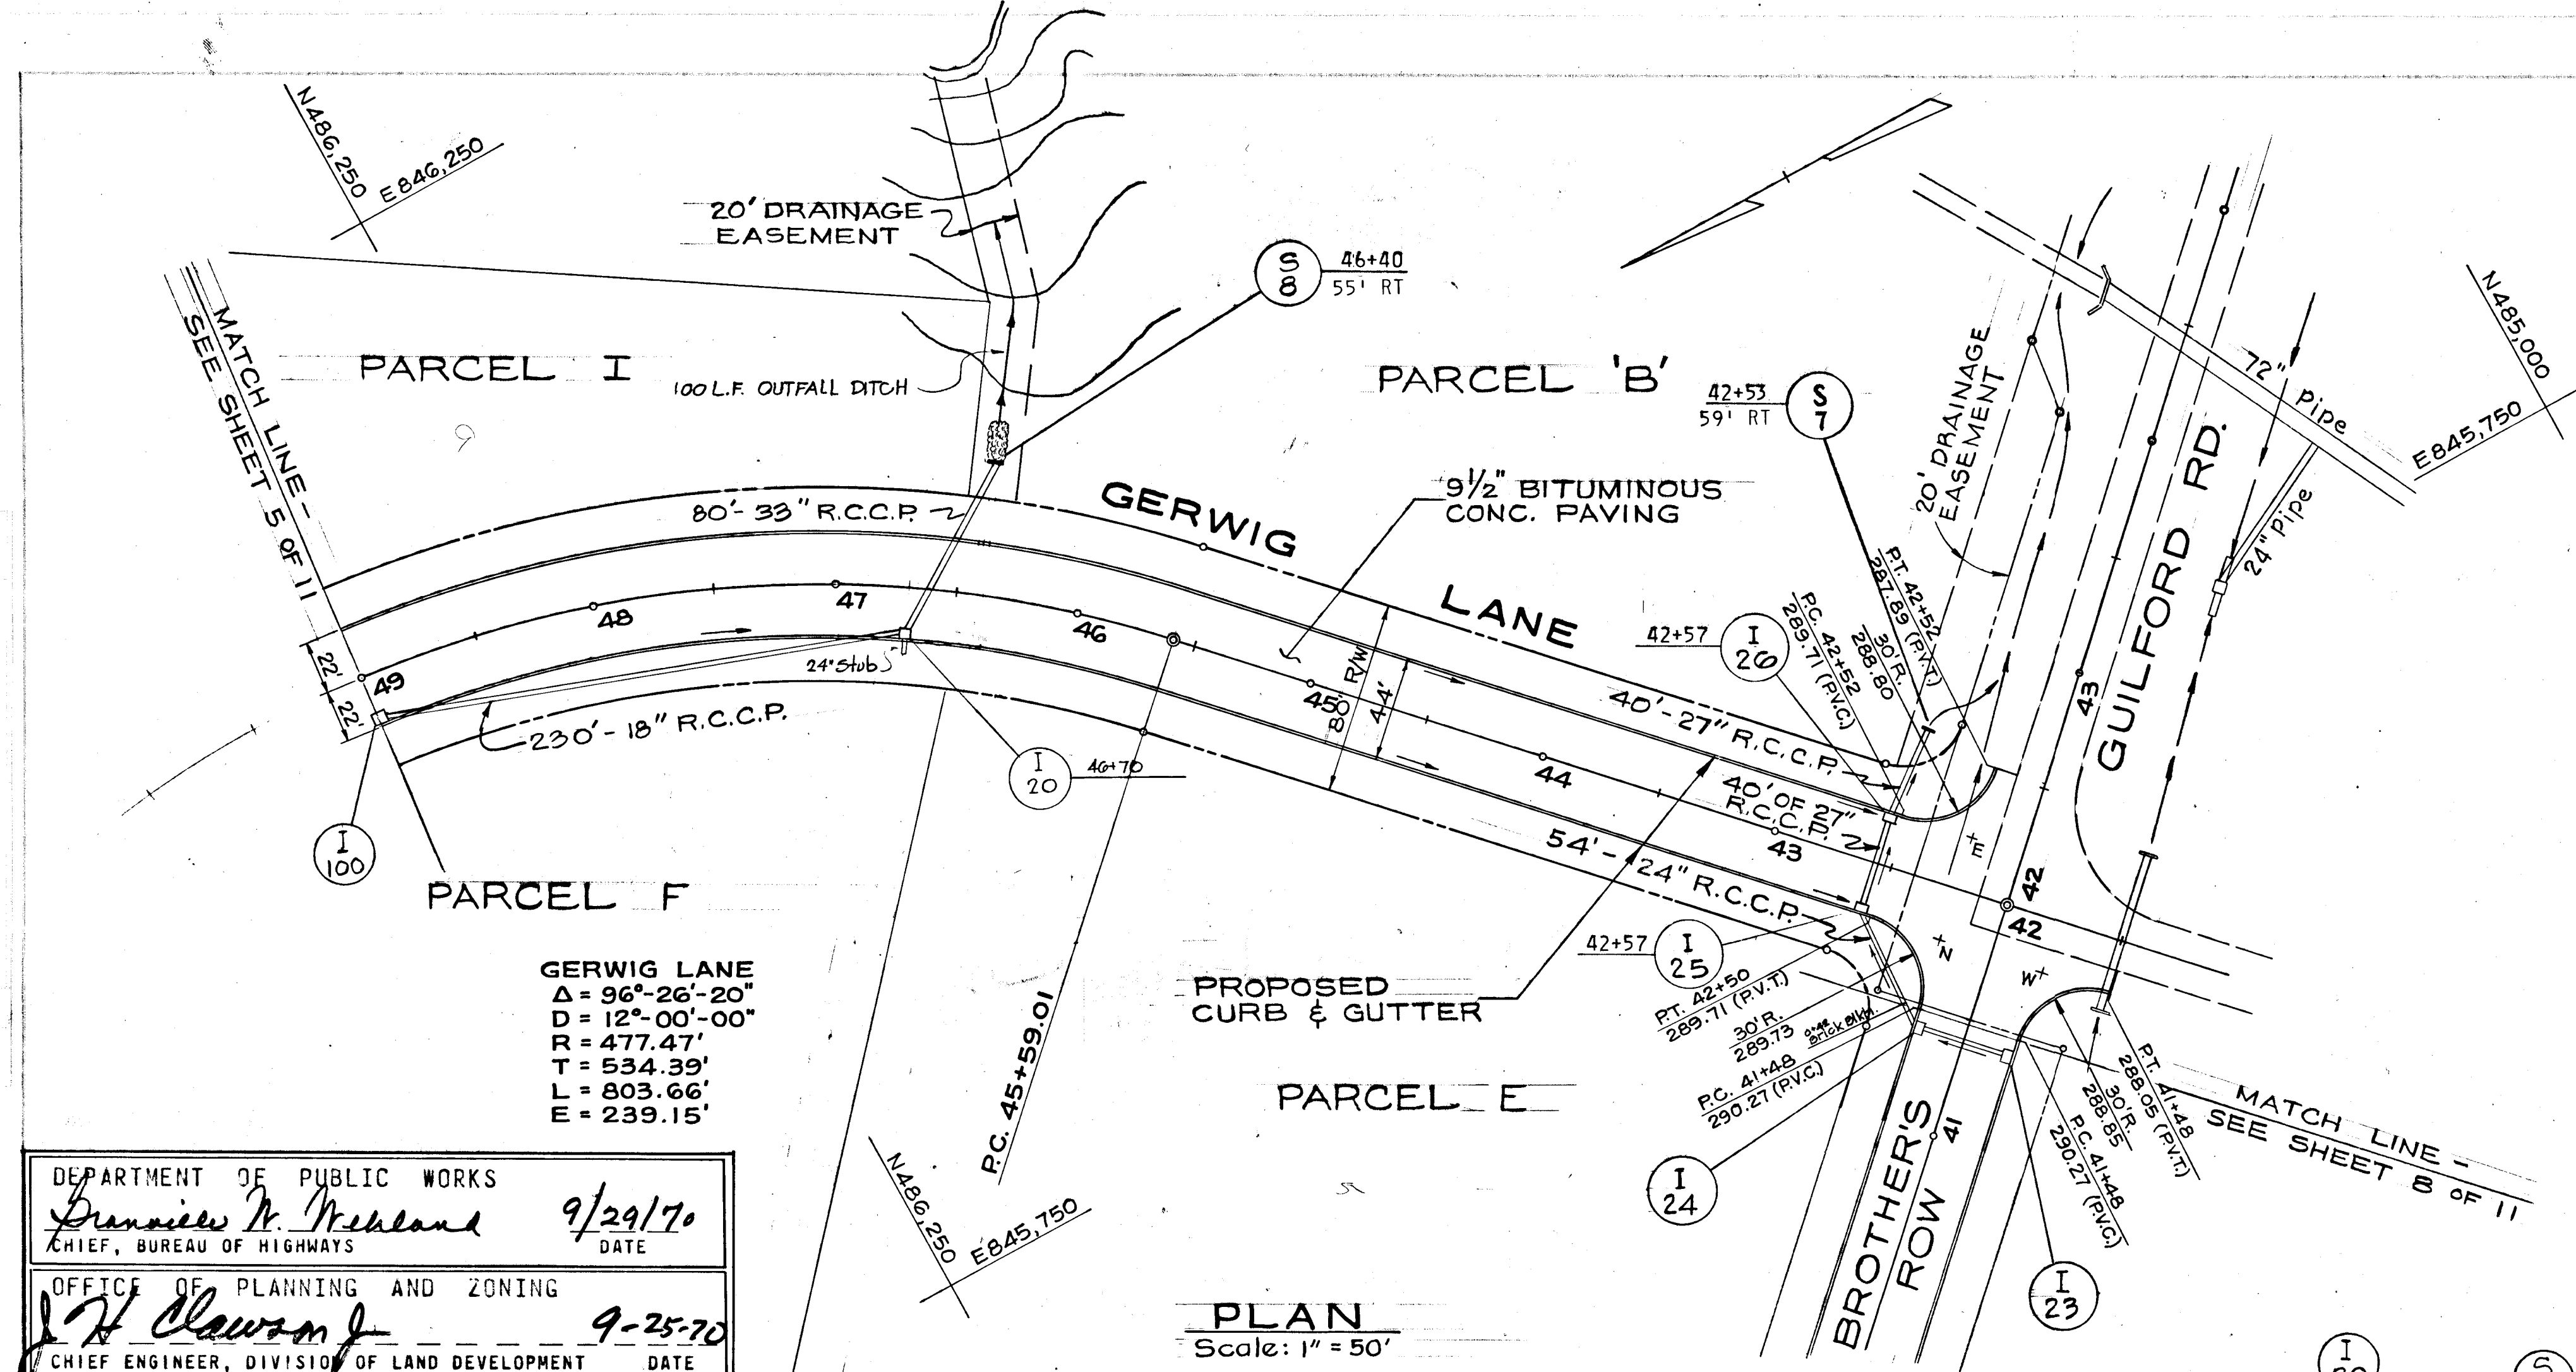 N486,250
E846,250
20' DRAINAGE
EASEMENT
S
8
46+40
55' RT
MATCH LINE -
SEE SHEET 5 OF 11
PARCEL I
100 L.F. OUTFALL DITCH
PARCEL 'B'
42+53
59' RT
S
7
20' DRAINAGE
EASEMENT
72" Pipe
N485,000
E845,750
24" Pipe
GUILFORD RD.
80'- 33" R.C.C.P.
GERWIG
LANE
9 1/2" BITUMINOUS
CONC. PAVING
P.T. 42+52
287.89 (P.V.T.)
30'R.
288.80
P.C. 42+52
289.71 (P.V.C.)
42+57
I
26
49
48
47
46
45
44
43
42
22'
22'
24" Stub
230'- 18" R.C.C.P.
80' R/W
44'
40'-27" R.C.C.P.
40' OF 27"
R.C.C.P.
54'- 24" R.C.C.P.
I
20
46+70
I
100
PARCEL F
43
42
E
N
W
42+57
I
25
GERWIG LANE
Δ = 96°-26'-20"
D = 12°-00'-00"
R = 477.47'
T = 534.39'
L = 803.66'
E = 239.15'
P.C. 45+59.01
PROPOSED
CURB & GUTTER
P.T. 42+50
289.71 (P.V.T.)
30'R.
289.73
Brick Blkh.
P.C. 41+48
290.27 (P.V.C.)
PARCEL E
P.T. 41+48
288.05 (P.V.T.)
30'R.
288.85
P.C. 41+48
290.27 (P.V.C.)
MATCH LINE -
SEE SHEET 8 OF 11
I
24
41
BROTHER'S
ROW
I
23
N486,250
E845,750
DEPARTMENT OF PUBLIC WORKS
9/29/70
CHIEF, BUREAU OF HIGHWAYS
DATE
OFFICE OF PLANNING AND ZONING
J H Clawson Jr
9-25-70
CHIEF ENGINEER, DIVISION OF LAND DEVELOPMENT
DATE
PLAN
Scale: 1" = 50'
I
S